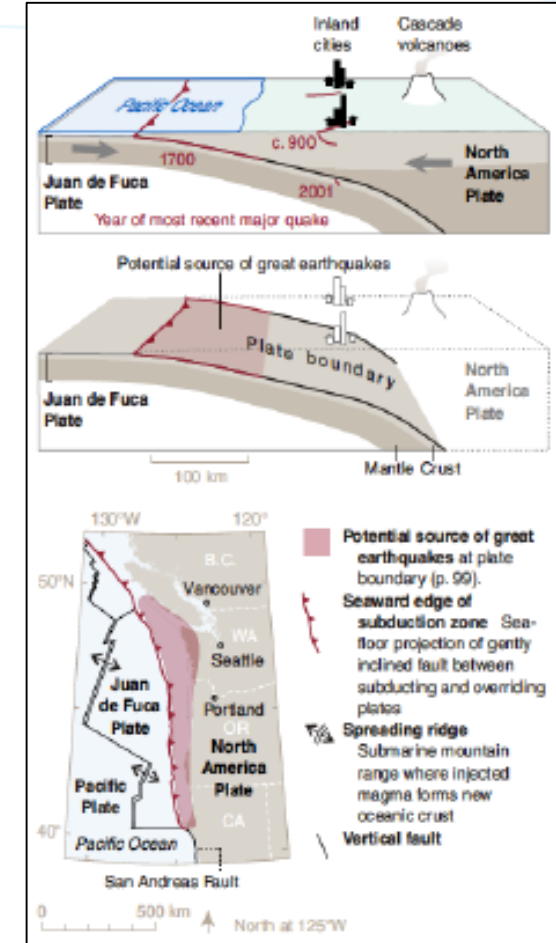 Inland
cities
Cascade
volcanoes
Pacific Ocean
c. 900
1700
2001
Juan de Fuca
Plate
North
America
Plate
Year of most recent major quake
Potential source of great earthquakes
Plate boundary
Juan de Fuca
Plate
North
America
Plate
Mantle Crust
100 km
130°W
120°
50°N
40°
B.C.
Vancouver
WA
Seattle
Portland
OR
CA
Juan
de Fuca
Plate
North
America
Plate
Pacific
Plate
Pacific Ocean
San Andreas Fault
0 500 km North at 125°W
Potential source of great
earthquakes at plate
boundary (p. 99).
Seaward edge of
subduction zone Sea-
floor projection of gently
inclined fault between
subducting and overriding
plates
Spreading ridge
Submarine mountain
range where injected
magma forms new
oceanic crust
Vertical fault